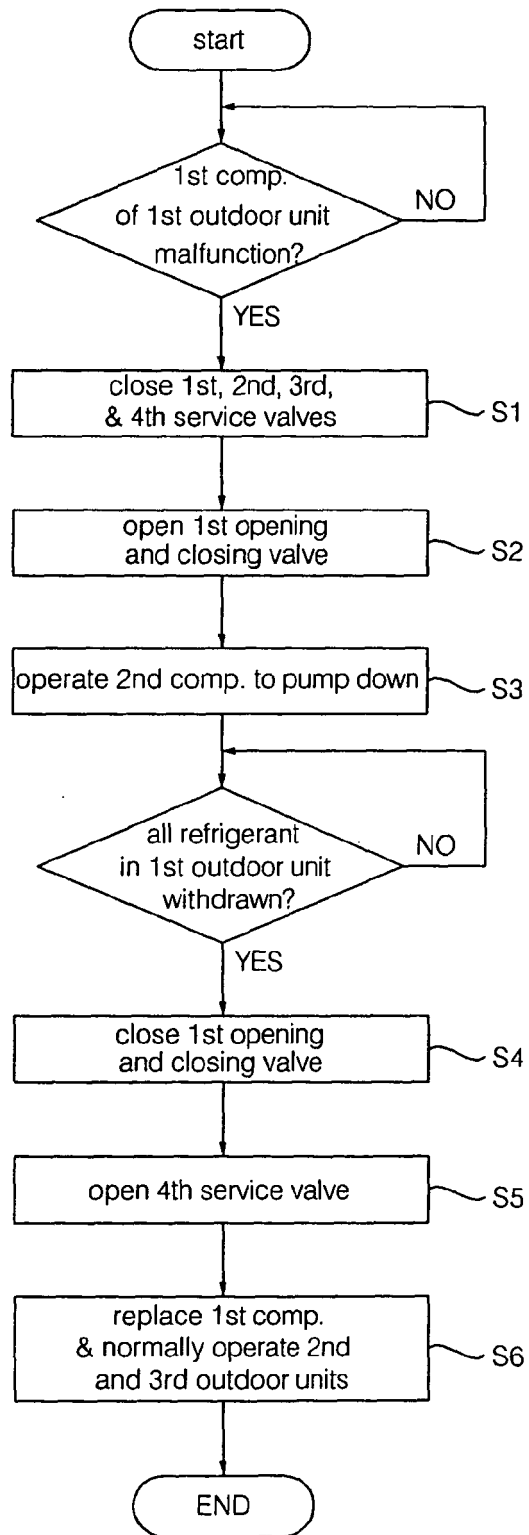 start
1st comp.
of 1st outdoor unit
malfunction?
NO
YES
close 1st, 2nd, 3rd,
& 4th service valves
S1
open 1st opening
and closing valve
S2
operate 2nd comp. to pump down
S3
all refrigerant
in 1st outdoor unit
withdrawn?
NO
YES
close 1st opening
and closing valve
S4
open 4th service valve
S5
replace 1st comp.
& normally operate 2nd
and 3rd outdoor units
S6
END